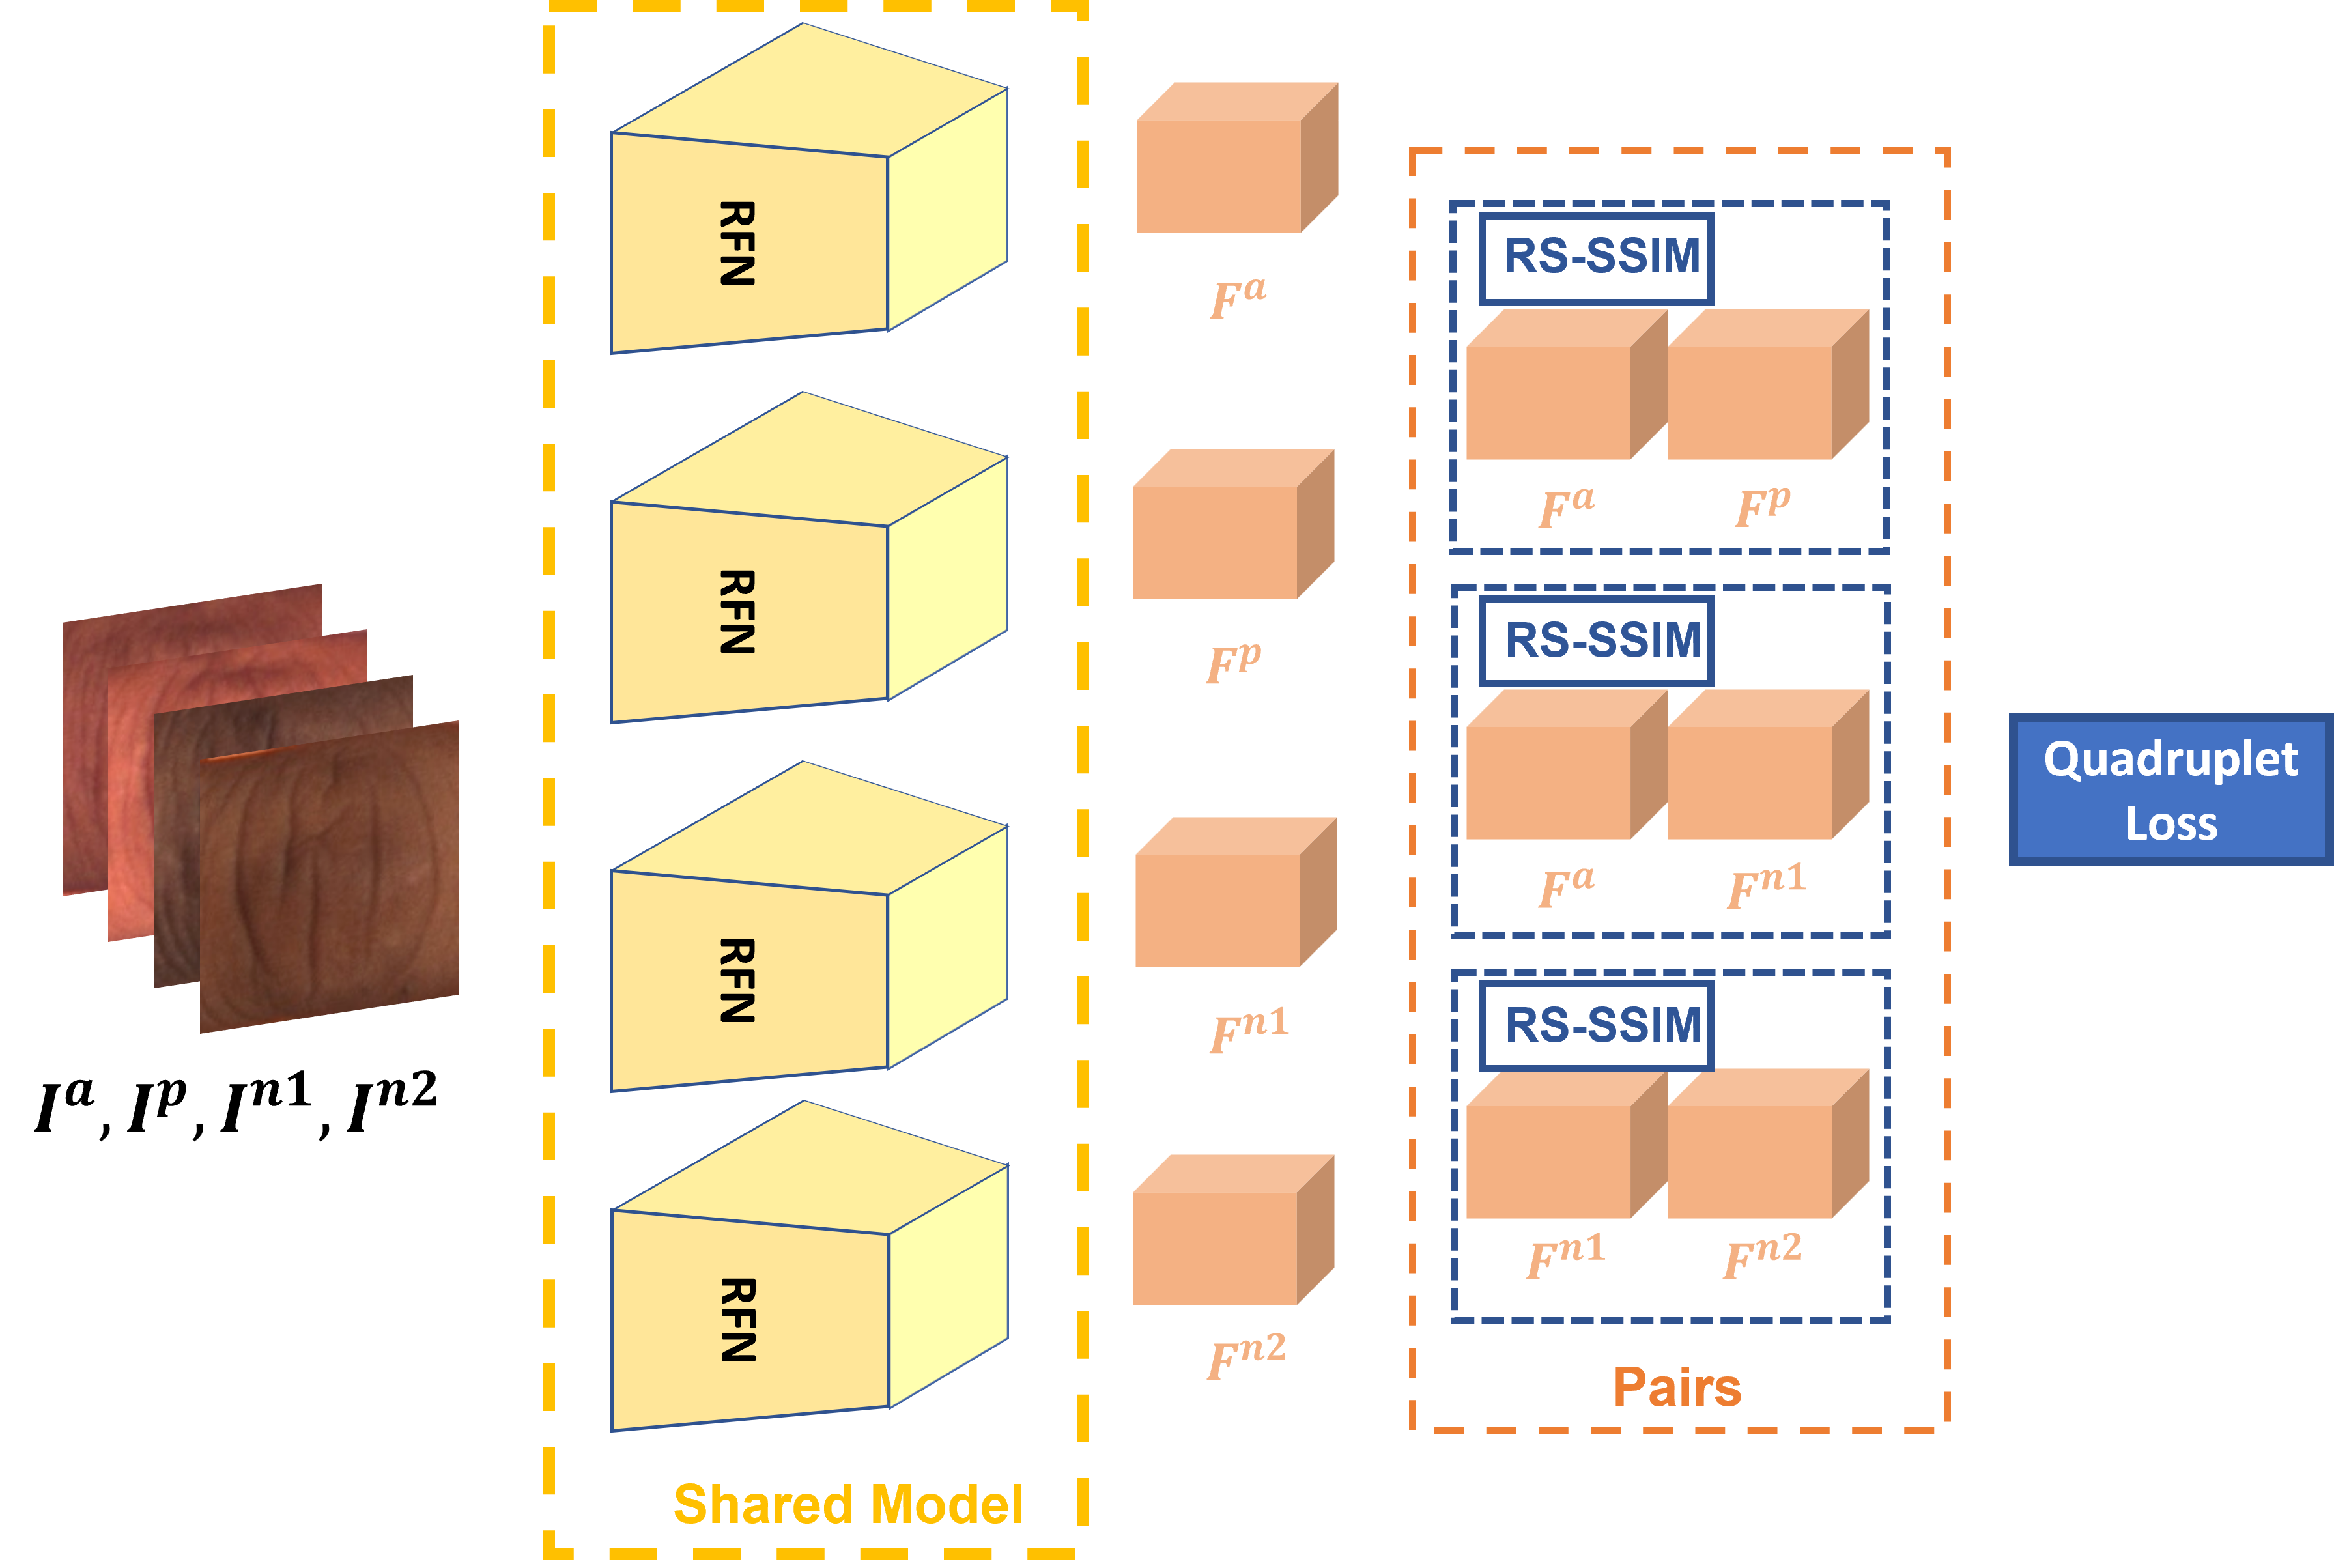 I^a, I^p, I^n1, I^n2
RFN
RFN
RFN
RFN
Shared Model
F^a
F^p
F^n1
F^n2
RS-SSIM
F^a F^p
RS-SSIM
F^a F^n1
RS-SSIM
F^n1 F^n2
Pairs
Quadruplet
Loss